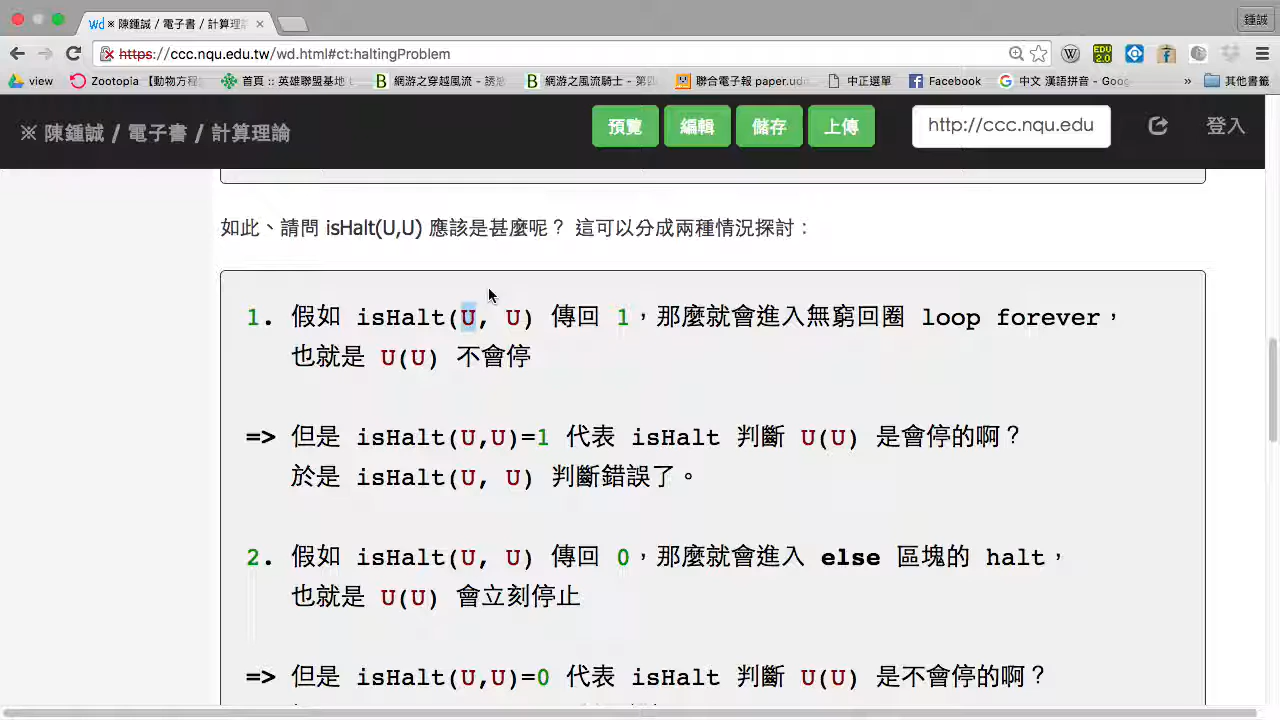 wd ※ 陳鍾誠 / 電子書 / 計算理
鍾誠
https://ccc.nqu.edu.tw/wd.html#ct:haltingProblem
view
Zootopia 【動物方程
首頁 :: 英雄聯盟基地
網游之穿越風流 -
網游之風流騎士 - 第四
聯合電子報 paper.ud
中正選單
Facebook
中文 漢語拼音 - Goog
»
其他書籤
※ 陳鍾誠 / 電子書 / 計算理論
預覽
編輯
儲存
上傳
http://ccc.nqu.edu
登入
如此、請問 isHalt(U,U) 應該是甚麼呢？ 這可以分成兩種情況探討：
1. 假如 isHalt(U, U) 傳回 1，那麼就會進入無窮回圈 loop forever，
也就是 U(U) 不會停
=> 但是 isHalt(U,U)=1 代表 isHalt 判斷 U(U) 是會停的啊？
於是 isHalt(U, U) 判斷錯誤了。
2. 假如 isHalt(U, U) 傳回 0，那麼就會進入 else 區塊的 halt，
也就是 U(U) 會立刻停止
=> 但是 isHalt(U,U)=0 代表 isHalt 判斷 U(U) 是不會停的啊？